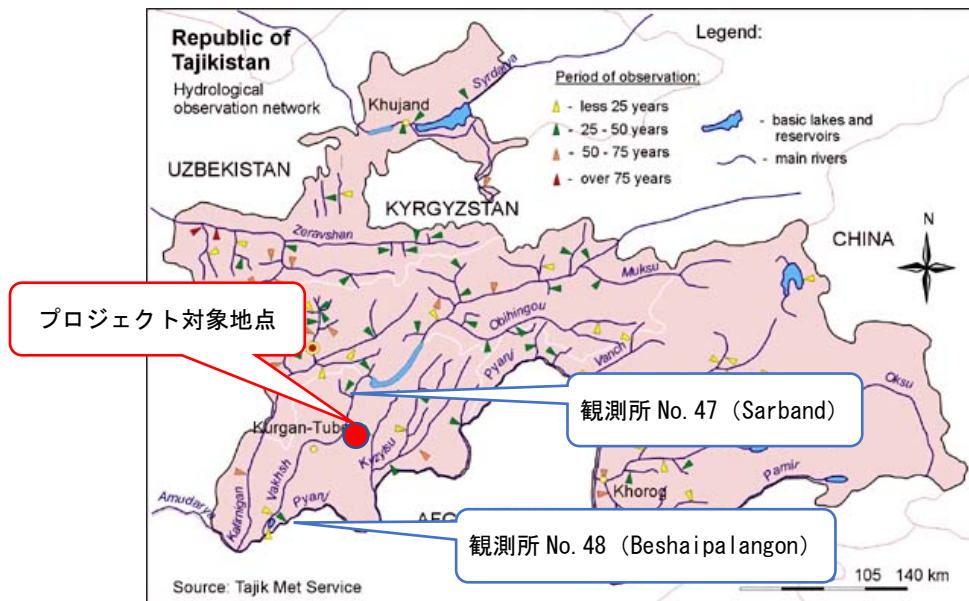 Republic of
Tajikistan
Hydrological
observation network
Legend:
Period of observation:
- less 25 years
- 25 - 50 years
- 50 - 75 years
- over 75 years
- basic lakes and
reservoirs
- main rivers
Syrdarya
Khujand
UZBEKISTAN
KYRGYZSTAN
CHINA
N
Zeravshan
Muksu
Obihingou
プロジェクト対象地点
Vanch
Pyanj
Oksu
観測所 No.47 (Sarband)
Kurgan-Tube
Kyzylsu
Vakhsh
Pyanj
Kafirnigan
Amudarya
Khorog
Pamir
観測所 No.48 (Beshaipalangon)
Source: Tajik Met Service
105 140 km